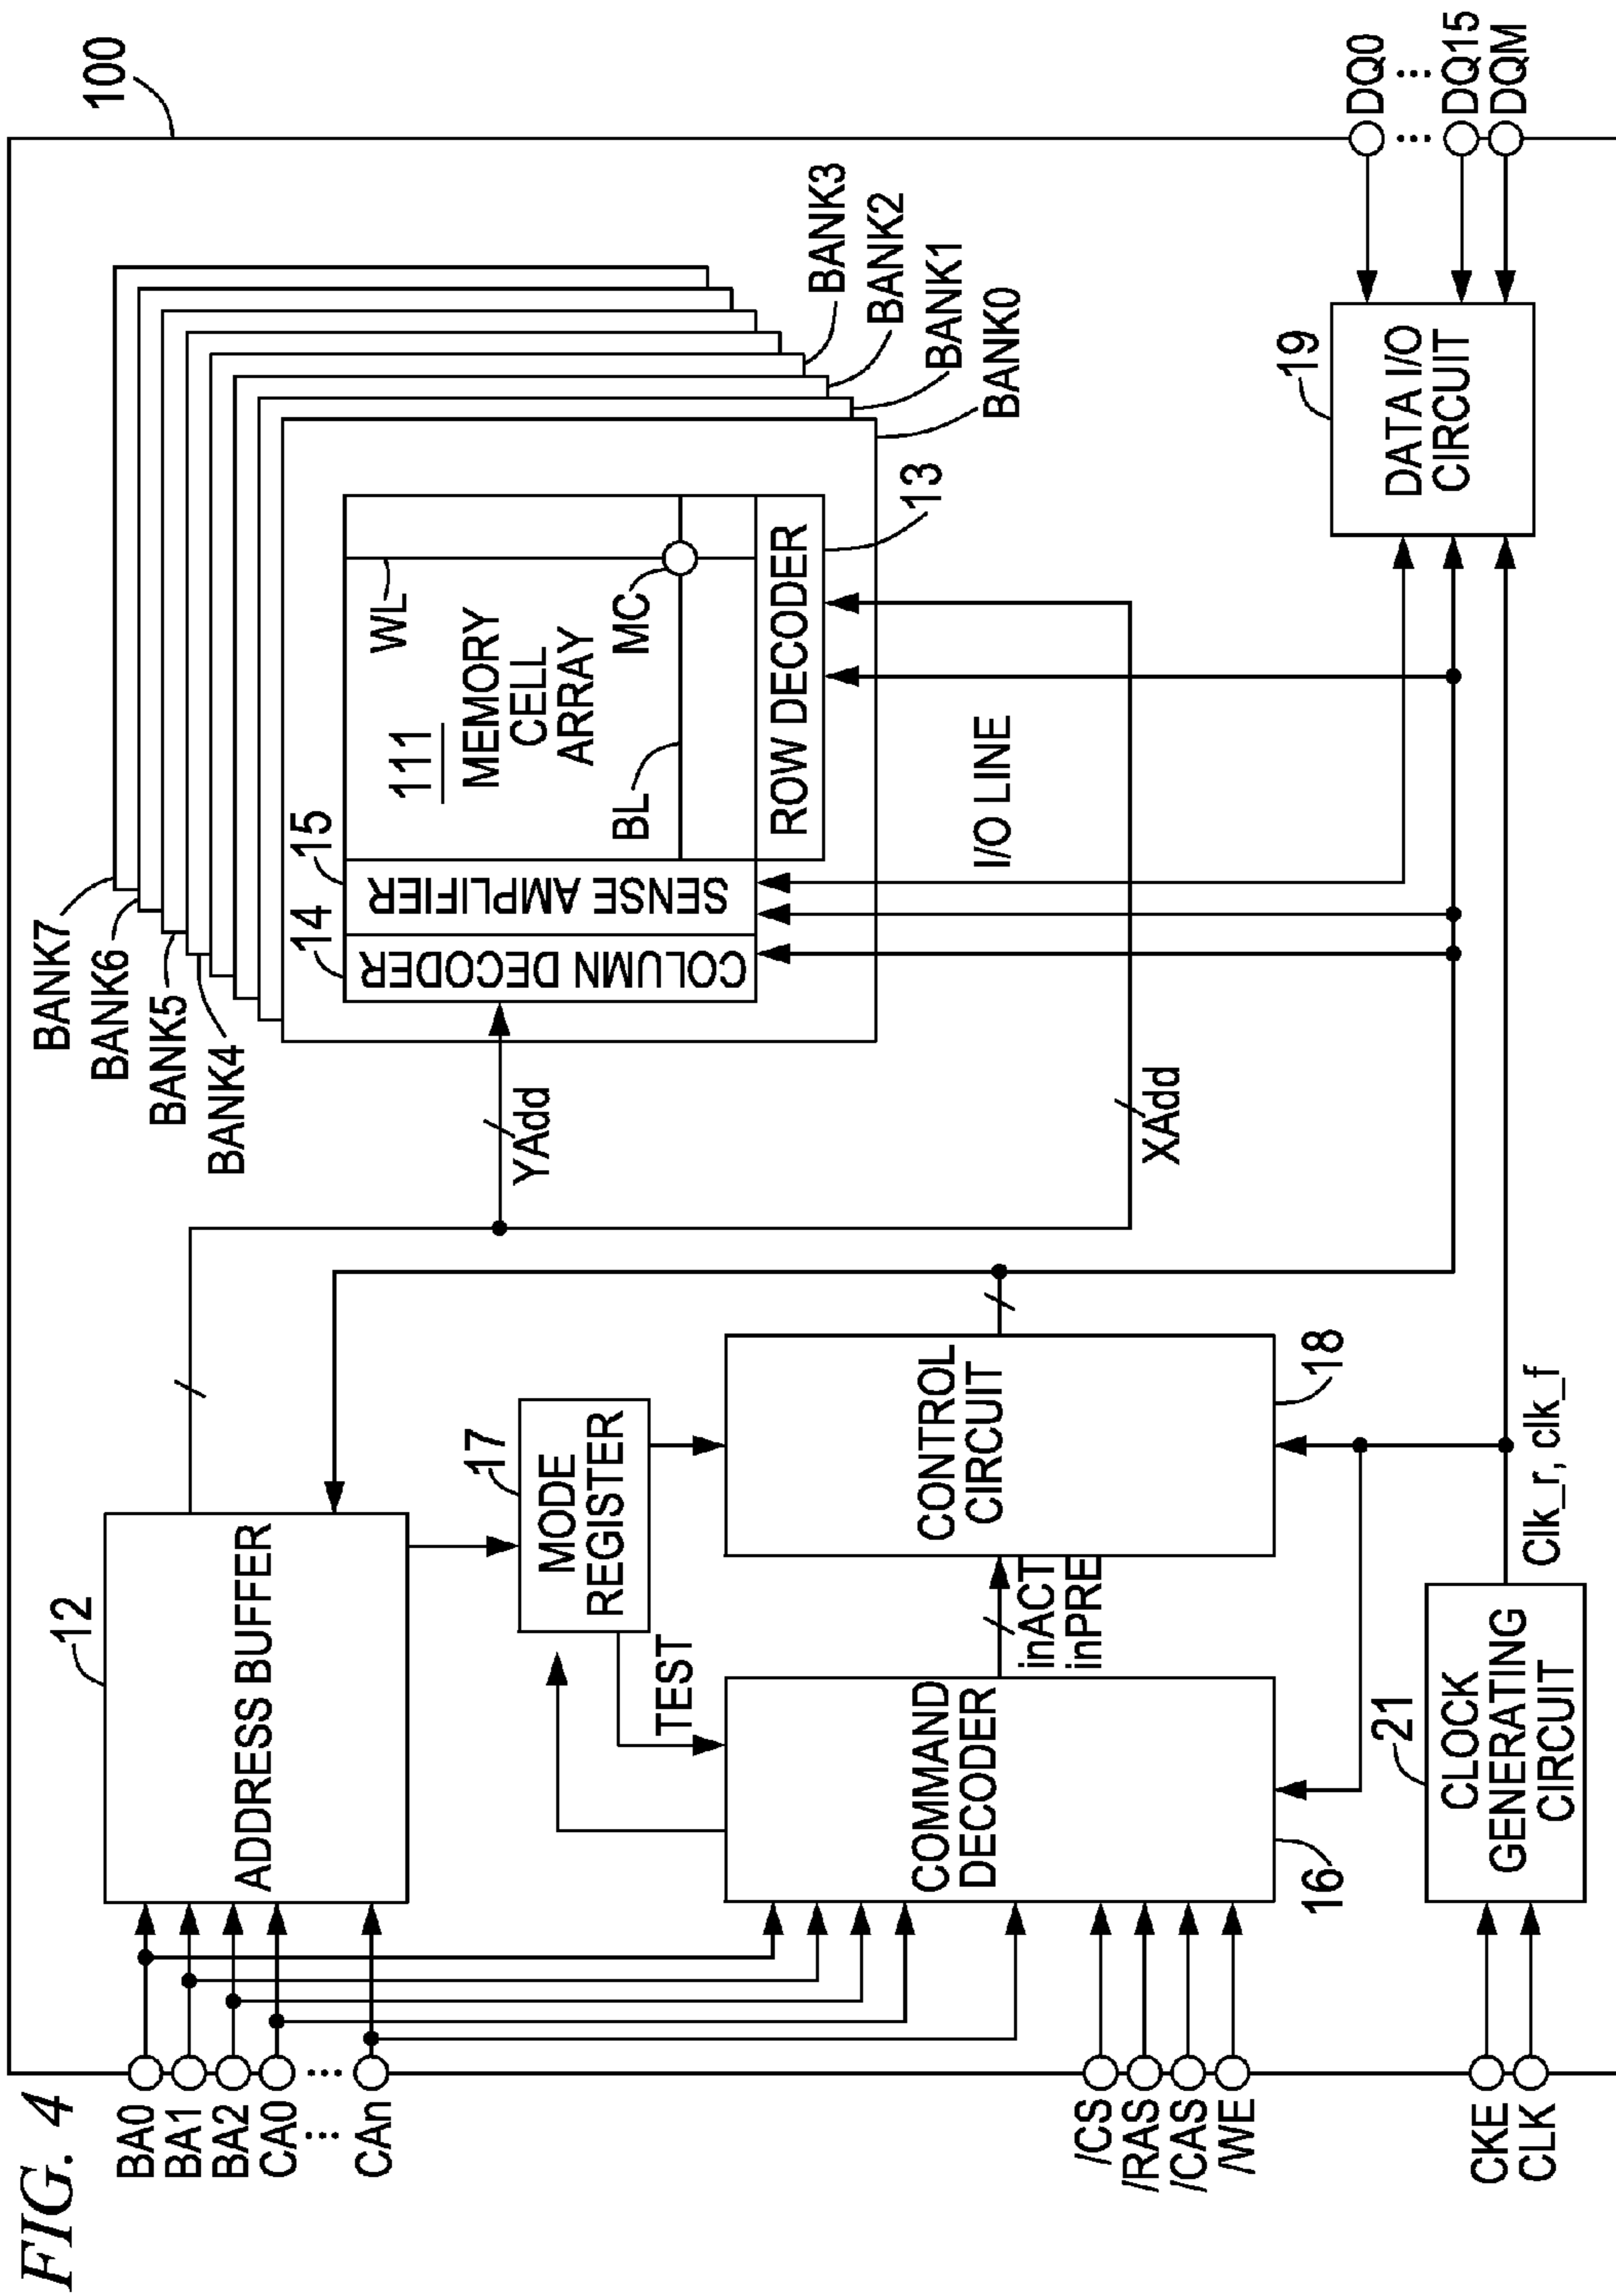 FIG. 4
100
BA0
BA1
BA2
CA0
...
...
CAn
/CS
/RAS
/CAS
/WE
CKE
CLK
12
ADDRESS BUFFER
17
MODE
REGISTER
TEST
COMMAND
DECODER
16
inACT
inPRE
CONTROL
CIRCUIT
18
21
CLOCK
GENERATING
CIRCUIT
Clk_r, clk_f
YAdd
XAdd
BANK7
BANK6
BANK5
BANK4
BANK3
BANK2
BANK1
BANK0
14
COLUMN DECODER
15
SENSE AMPLIFIER
111
MEMORY
CELL
ARRAY
WL
BL
MC
ROW DECODER
13
I/O LINE
19
DATA I/O
CIRCUIT
DQ0
...
...
DQ15
DQM